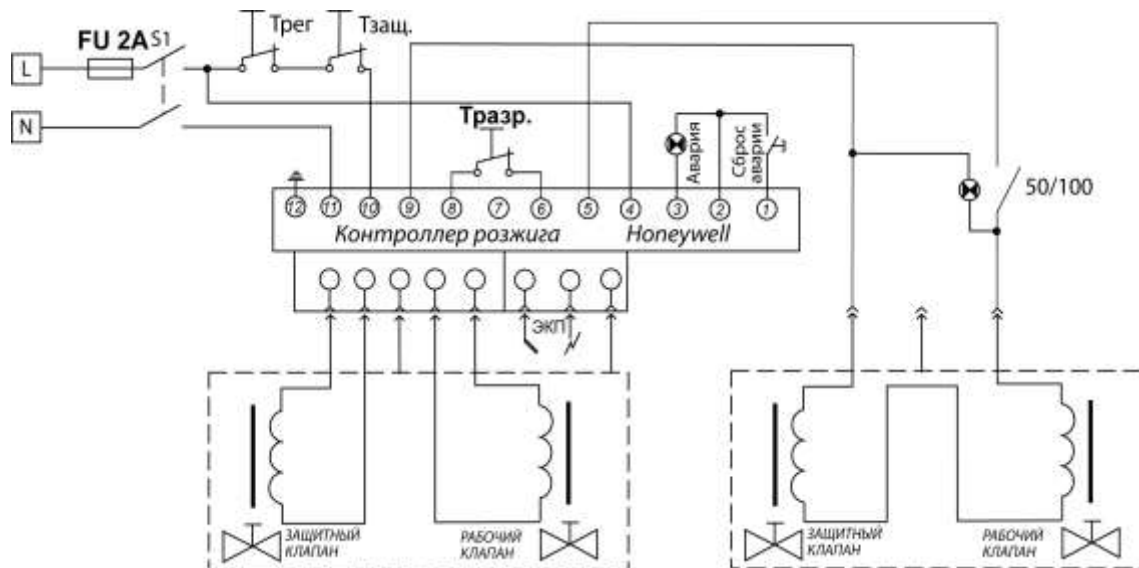 FU 2A S1 Трег Тзащ.
L
N
Тразр.
Авария
Сброс
аварии
50/100
12 11 10 9 8 7 6 5 4 3 2 1
Контроллер розжига Honeywell
ЭКП
ЗАЩИТНЫЙ
КЛАПАН
РАБОЧИЙ
КЛАПАН
ЗАЩИТНЫЙ
КЛАПАН
РАБОЧИЙ
КЛАПАН